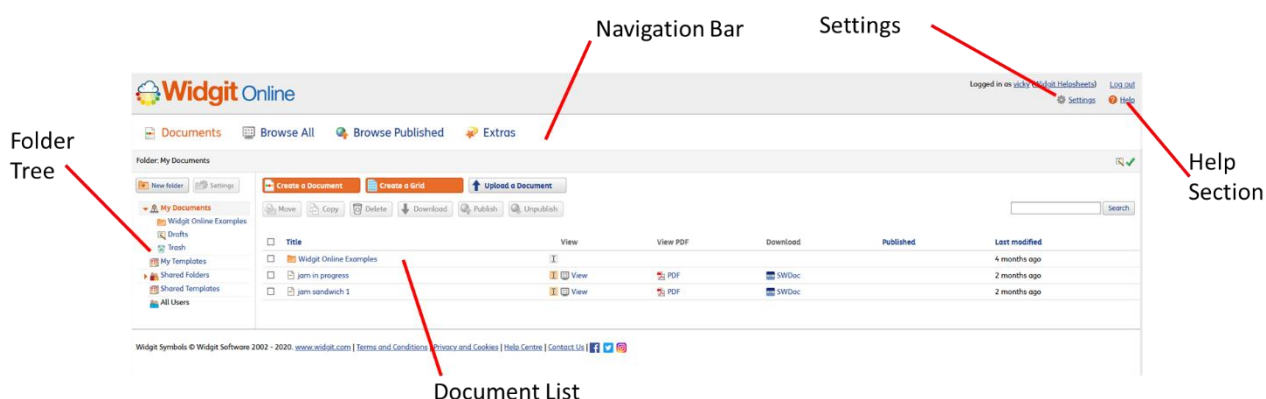 Navigation Bar
Settings
Widgit Online
Logged in as vicky (Widgit Helpsheets) Log out
Settings Help
Documents Browse All Browse Published Extras
Folder Tree
Folder: My Documents
Help Section
New folder Settings Create a Document Create a Grid Upload a Document
My Documents Move Copy Delete Download Publish Unpublish Search
Widgit Online Examples
Drafts
Trash Title View View PDF Download Published Last modified
My Templates Widgit Online Examples 4 months ago
Shared Folders jam in progress View PDF SWDoc 2 months ago
Shared Templates jam sandwich 1 View PDF SWDoc 2 months ago
All Users
Widgit Symbols © Widgit Software 2002 - 2020. www.widgit.com | Terms and Conditions | Privacy and Cookies | Help Centre | Contact Us |
Document List